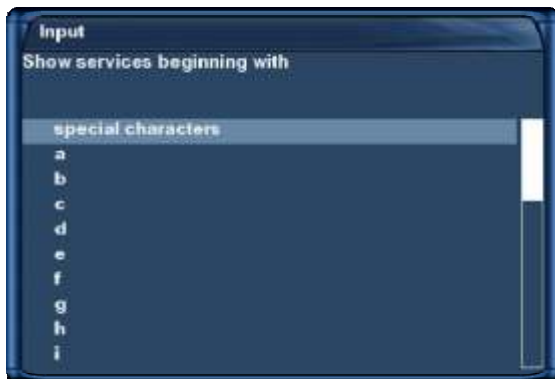 Input
Show services beginning with
special characters
a
b
c
d
e
f
g
h
i